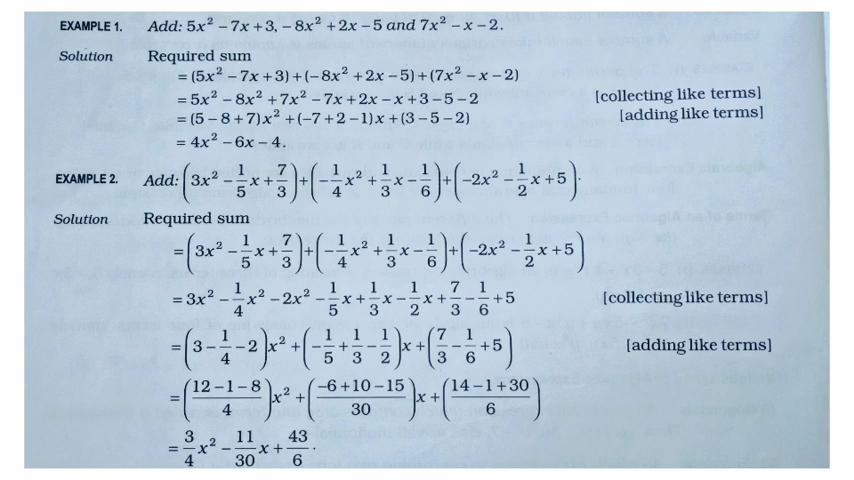 EXAMPLE 1. Add: 5x² − 7x + 3, − 8x² + 2x − 5 and 7x² − x − 2.
Solution Required sum
= (5x² − 7x + 3) + (−8x² + 2x − 5) + (7x² − x − 2)
= 5x² − 8x² + 7x² − 7x + 2x − x + 3 − 5 − 2 [collecting like terms]
= (5 − 8 + 7)x² + (−7 + 2 − 1)x + (3 − 5 − 2) [adding like terms]
= 4x² − 6x − 4.
EXAMPLE 2. Add: (3x² − 1/5 x + 7/3) + (−1/4 x² + 1/3 x − 1/6) + (−2x² − 1/2 x + 5).
Solution Required sum
= (3x² − 1/5 x + 7/3) + (−1/4 x² + 1/3 x − 1/6) + (−2x² − 1/2 x + 5)
= 3x² − 1/4 x² − 2x² − 1/5 x + 1/3 x − 1/2 x + 7/3 − 1/6 + 5 [collecting like terms]
= (3 − 1/4 − 2)x² + (−1/5 + 1/3 − 1/2)x + (7/3 − 1/6 + 5) [adding like terms]
= ((12 − 1 − 8)/4)x² + ((−6 + 10 − 15)/30)x + ((14 − 1 + 30)/6)
= 3/4 x² − 11/30 x + 43/6.